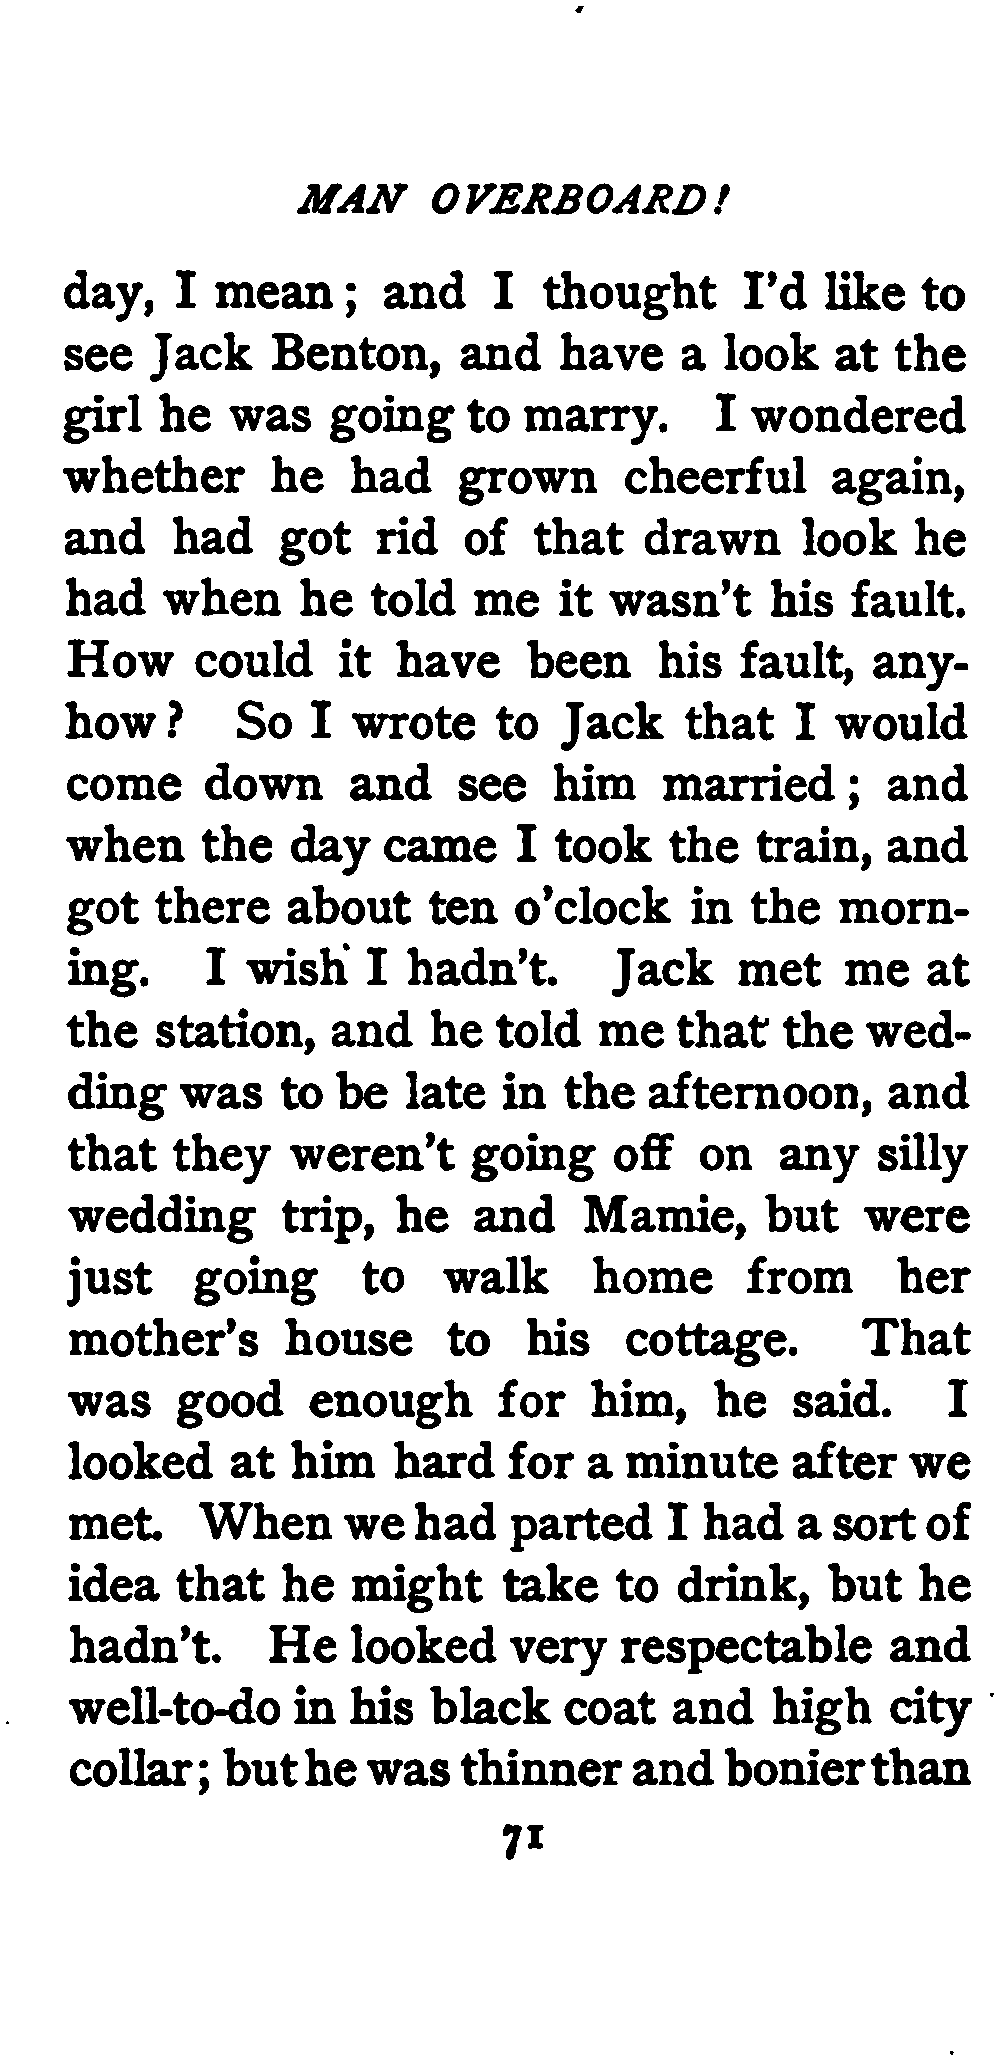 MAN OVERBOARD!
day, I mean; and I thought I'd like to
see Jack Benton, and have a look at the
girl he was going to marry. I wondered
whether he had grown cheerful again,
and had got rid of that drawn look he
had when he told me it wasn't his fault.
How could it have been his fault, any-
how? So I wrote to Jack that I would
come down and see him married; and
when the day came I took the train, and
got there about ten o'clock in the morn-
ing. I wish I hadn't. Jack met me at
the station, and he told me that the wed-
ding was to be late in the afternoon, and
that they weren't going off on any silly
wedding trip, he and Mamie, but were
just going to walk home from her
mother's house to his cottage. That
was good enough for him, he said. I
looked at him hard for a minute after we
met. When we had parted I had a sort of
idea that he might take to drink, but he
hadn't. He looked very respectable and
well-to-do in his black coat and high city
collar; but he was thinner and bonier than
71